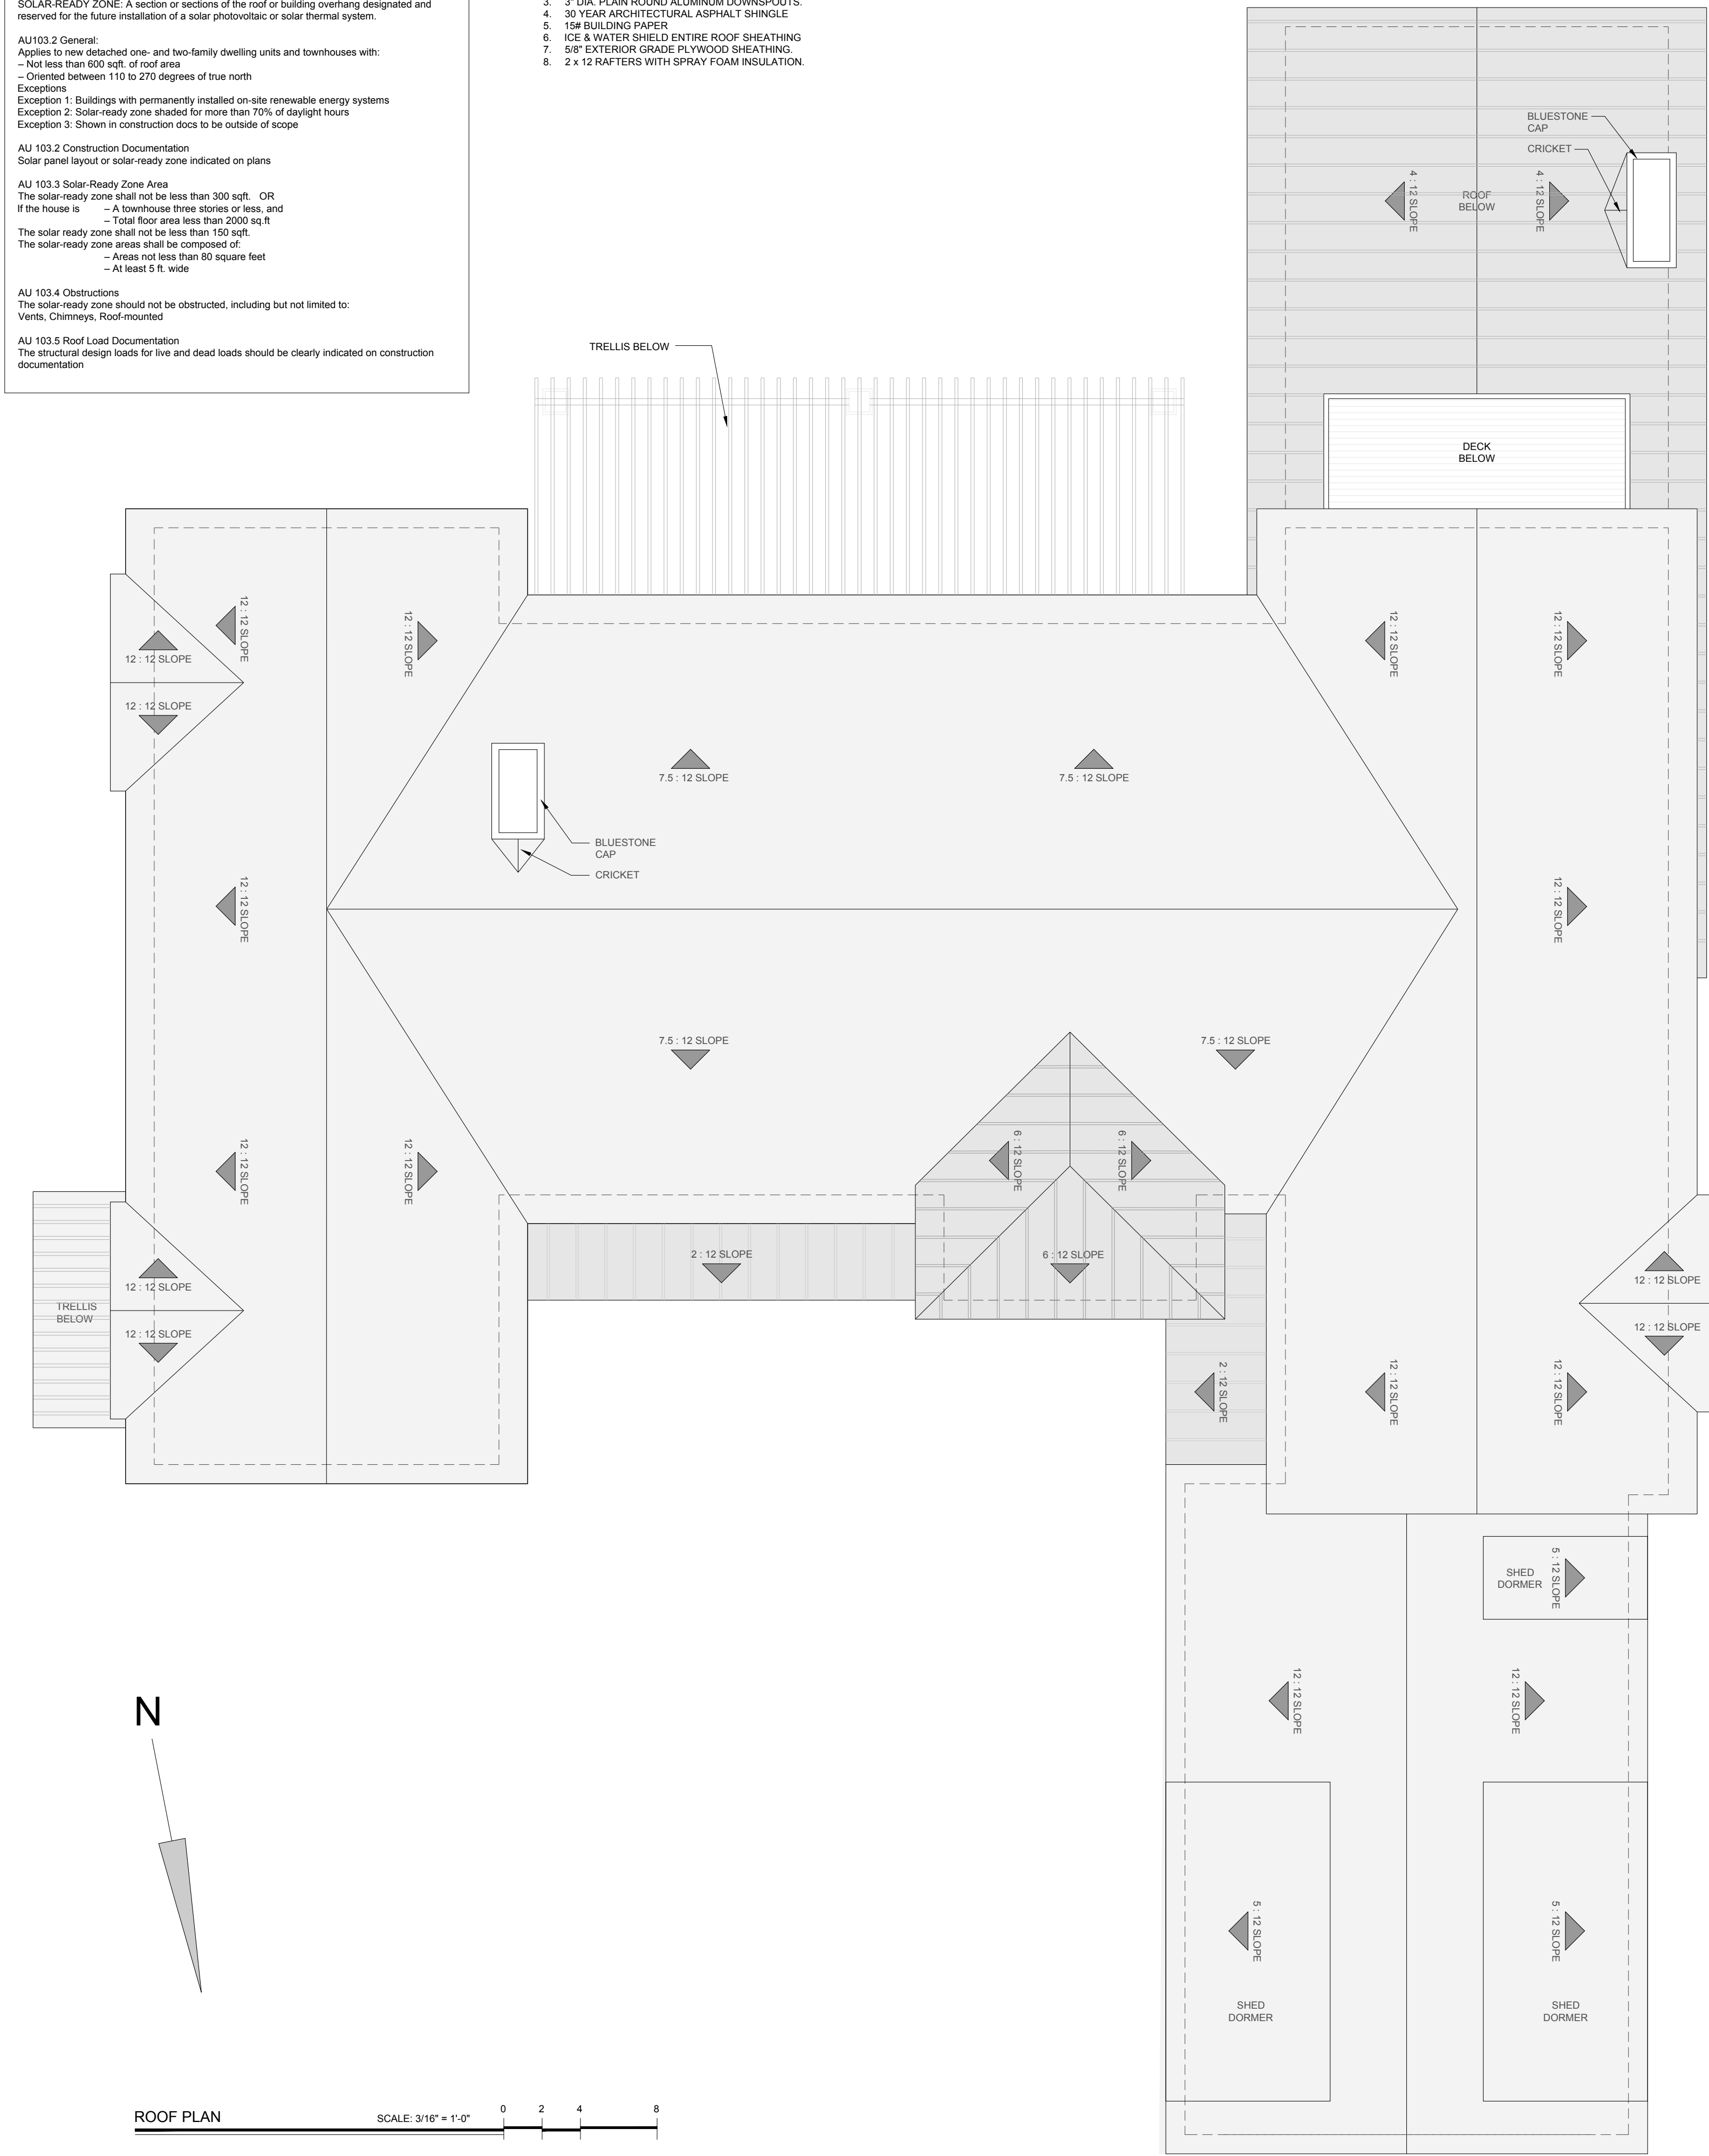 SOLAR-READY ZONE: A section or sections of the roof or building overhang designated and
reserved for the future installation of a solar photovoltaic or solar thermal system.
AU103.2 General:
Applies to new detached one- and two-family dwelling units and townhouses with:
– Not less than 600 sqft. of roof area
– Oriented between 110 to 270 degrees of true north
Exceptions
Exception 1: Buildings with permanently installed on-site renewable energy systems
Exception 2: Solar-ready zone shaded for more than 70% of daylight hours
Exception 3: Shown in construction docs to be outside of scope
AU 103.2 Construction Documentation
Solar panel layout or solar-ready zone indicated on plans
AU 103.3 Solar-Ready Zone Area
The solar-ready zone shall not be less than 300 sqft. OR
If the house is – A townhouse three stories or less, and
– Total floor area less than 2000 sq.ft
The solar ready zone shall not be less than 150 sqft.
The solar-ready zone areas shall be composed of:
– Areas not less than 80 square feet
– At least 5 ft. wide
AU 103.4 Obstructions
The solar-ready zone should not be obstructed, including but not limited to:
Vents, Chimneys, Roof-mounted
AU 103.5 Roof Load Documentation
The structural design loads for live and dead loads should be clearly indicated on construction
documentation
3. 3" DIA. PLAIN ROUND ALUMINUM DOWNSPOUTS.
4. 30 YEAR ARCHITECTURAL ASPHALT SHINGLE
5. 15# BUILDING PAPER
6. ICE & WATER SHIELD ENTIRE ROOF SHEATHING
7. 5/8" EXTERIOR GRADE PLYWOOD SHEATHING.
8. 2 x 12 RAFTERS WITH SPRAY FOAM INSULATION.
BLUESTONE
CAP
CRICKET
4 : 12 SLOPE
ROOF
BELOW
4 : 12 SLOPE
TRELLIS BELOW
DECK
BELOW
12 : 12 SLOPE
12 : 12 SLOPE
12 : 12 SLOPE
12 : 12 SLOPE
12 : 12 SLOPE
12 : 12 SLOPE
7.5 : 12 SLOPE
7.5 : 12 SLOPE
BLUESTONE
CAP
CRICKET
12 : 12 SLOPE
12 : 12 SLOPE
7.5 : 12 SLOPE
7.5 : 12 SLOPE
12 : 12 SLOPE
12 : 12 SLOPE
6 : 12 SLOPE
6 : 12 SLOPE
2 : 12 SLOPE
6 : 12 SLOPE
12 : 12 SLOPE
TRELLIS
BELOW
12 : 12 SLOPE
12 : 12 SLOPE
12 : 12 SLOPE
2 : 12 SLOPE
12 : 12 SLOPE
12 : 12 SLOPE
SHED
DORMER
5 : 12 SLOPE
12 : 12 SLOPE
12 : 12 SLOPE
N
5 : 12 SLOPE
5 : 12 SLOPE
SHED
DORMER
SHED
DORMER
ROOF PLAN
SCALE: 3/16" = 1'-0"
0 2 4 8